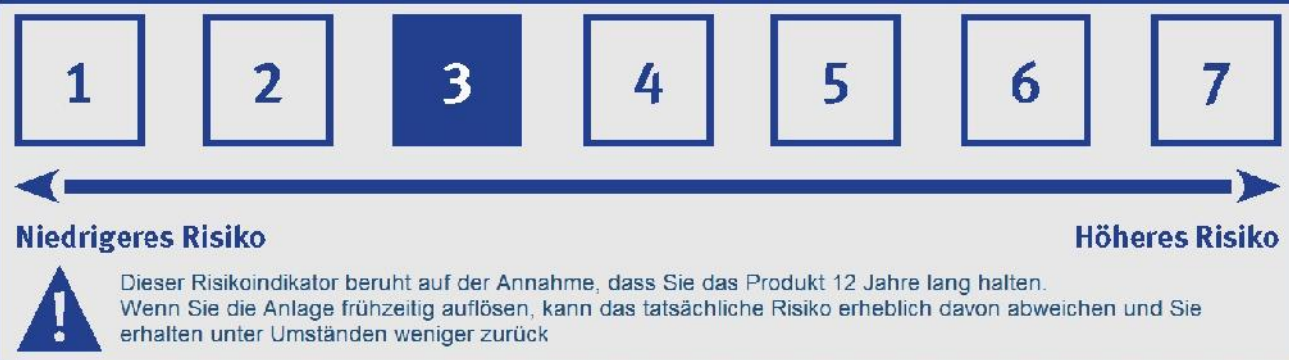 1 2 3 4 5 6 7
Niedrigeres Risiko Höheres Risiko
!
Dieser Risikoindikator beruht auf der Annahme, dass Sie das Produkt 12 Jahre lang halten.
Wenn Sie die Anlage frühzeitig auflösen, kann das tatsächliche Risiko erheblich davon abweichen und Sie
erhalten unter Umständen weniger zurück